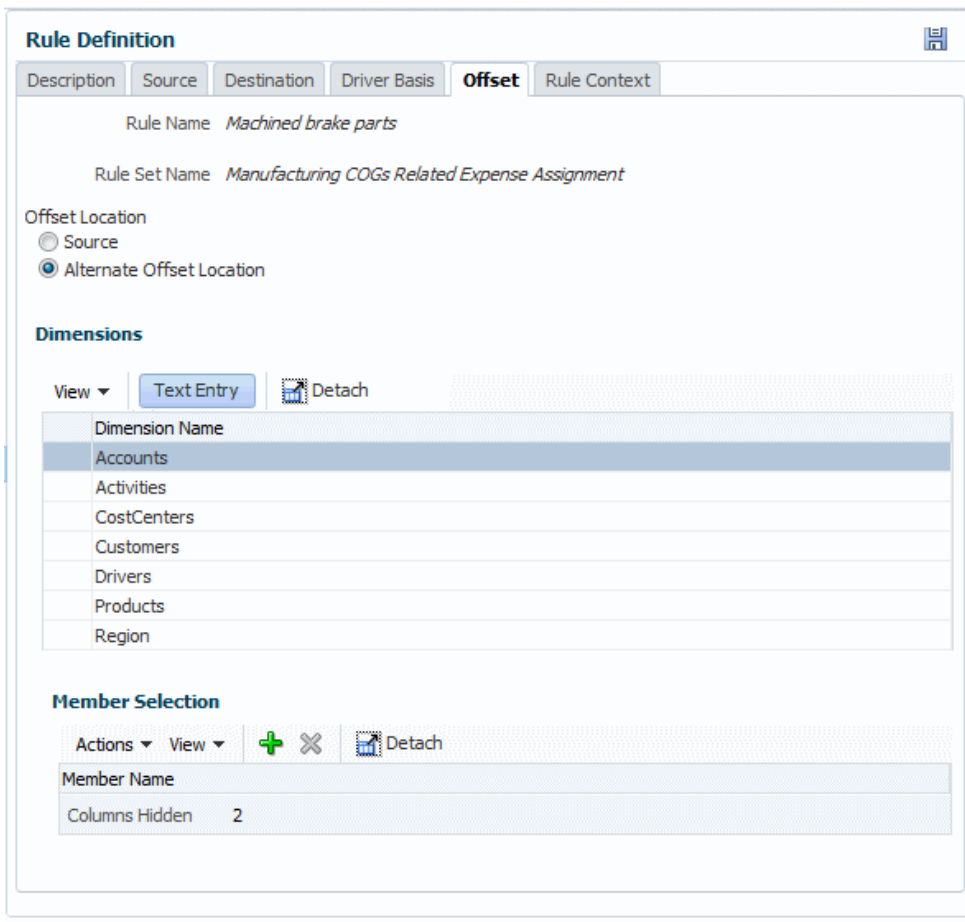 Rule Definition
Description Source Destination Driver Basis Offset Rule Context
Rule Name Machined brake parts
Rule Set Name Manufacturing COGs Related Expense Assignment
Offset Location
Source
Alternate Offset Location
Dimensions
View Text Entry Detach
Dimension Name
Accounts
Activities
CostCenters
Customers
Drivers
Products
Region
Member Selection
Actions View Detach
Member Name
Columns Hidden 2